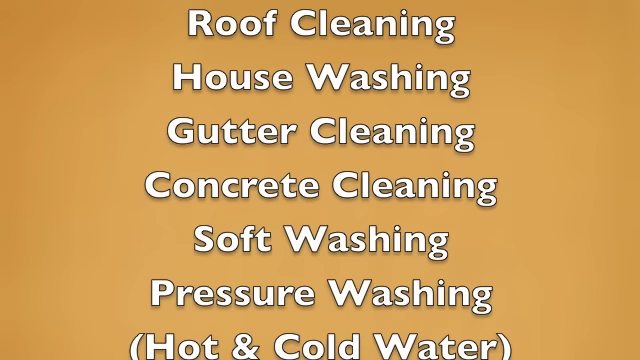 Roof Cleaning
House Washing
Gutter Cleaning
Concrete Cleaning
Soft Washing
Pressure Washing
(Hot & Cold Water)